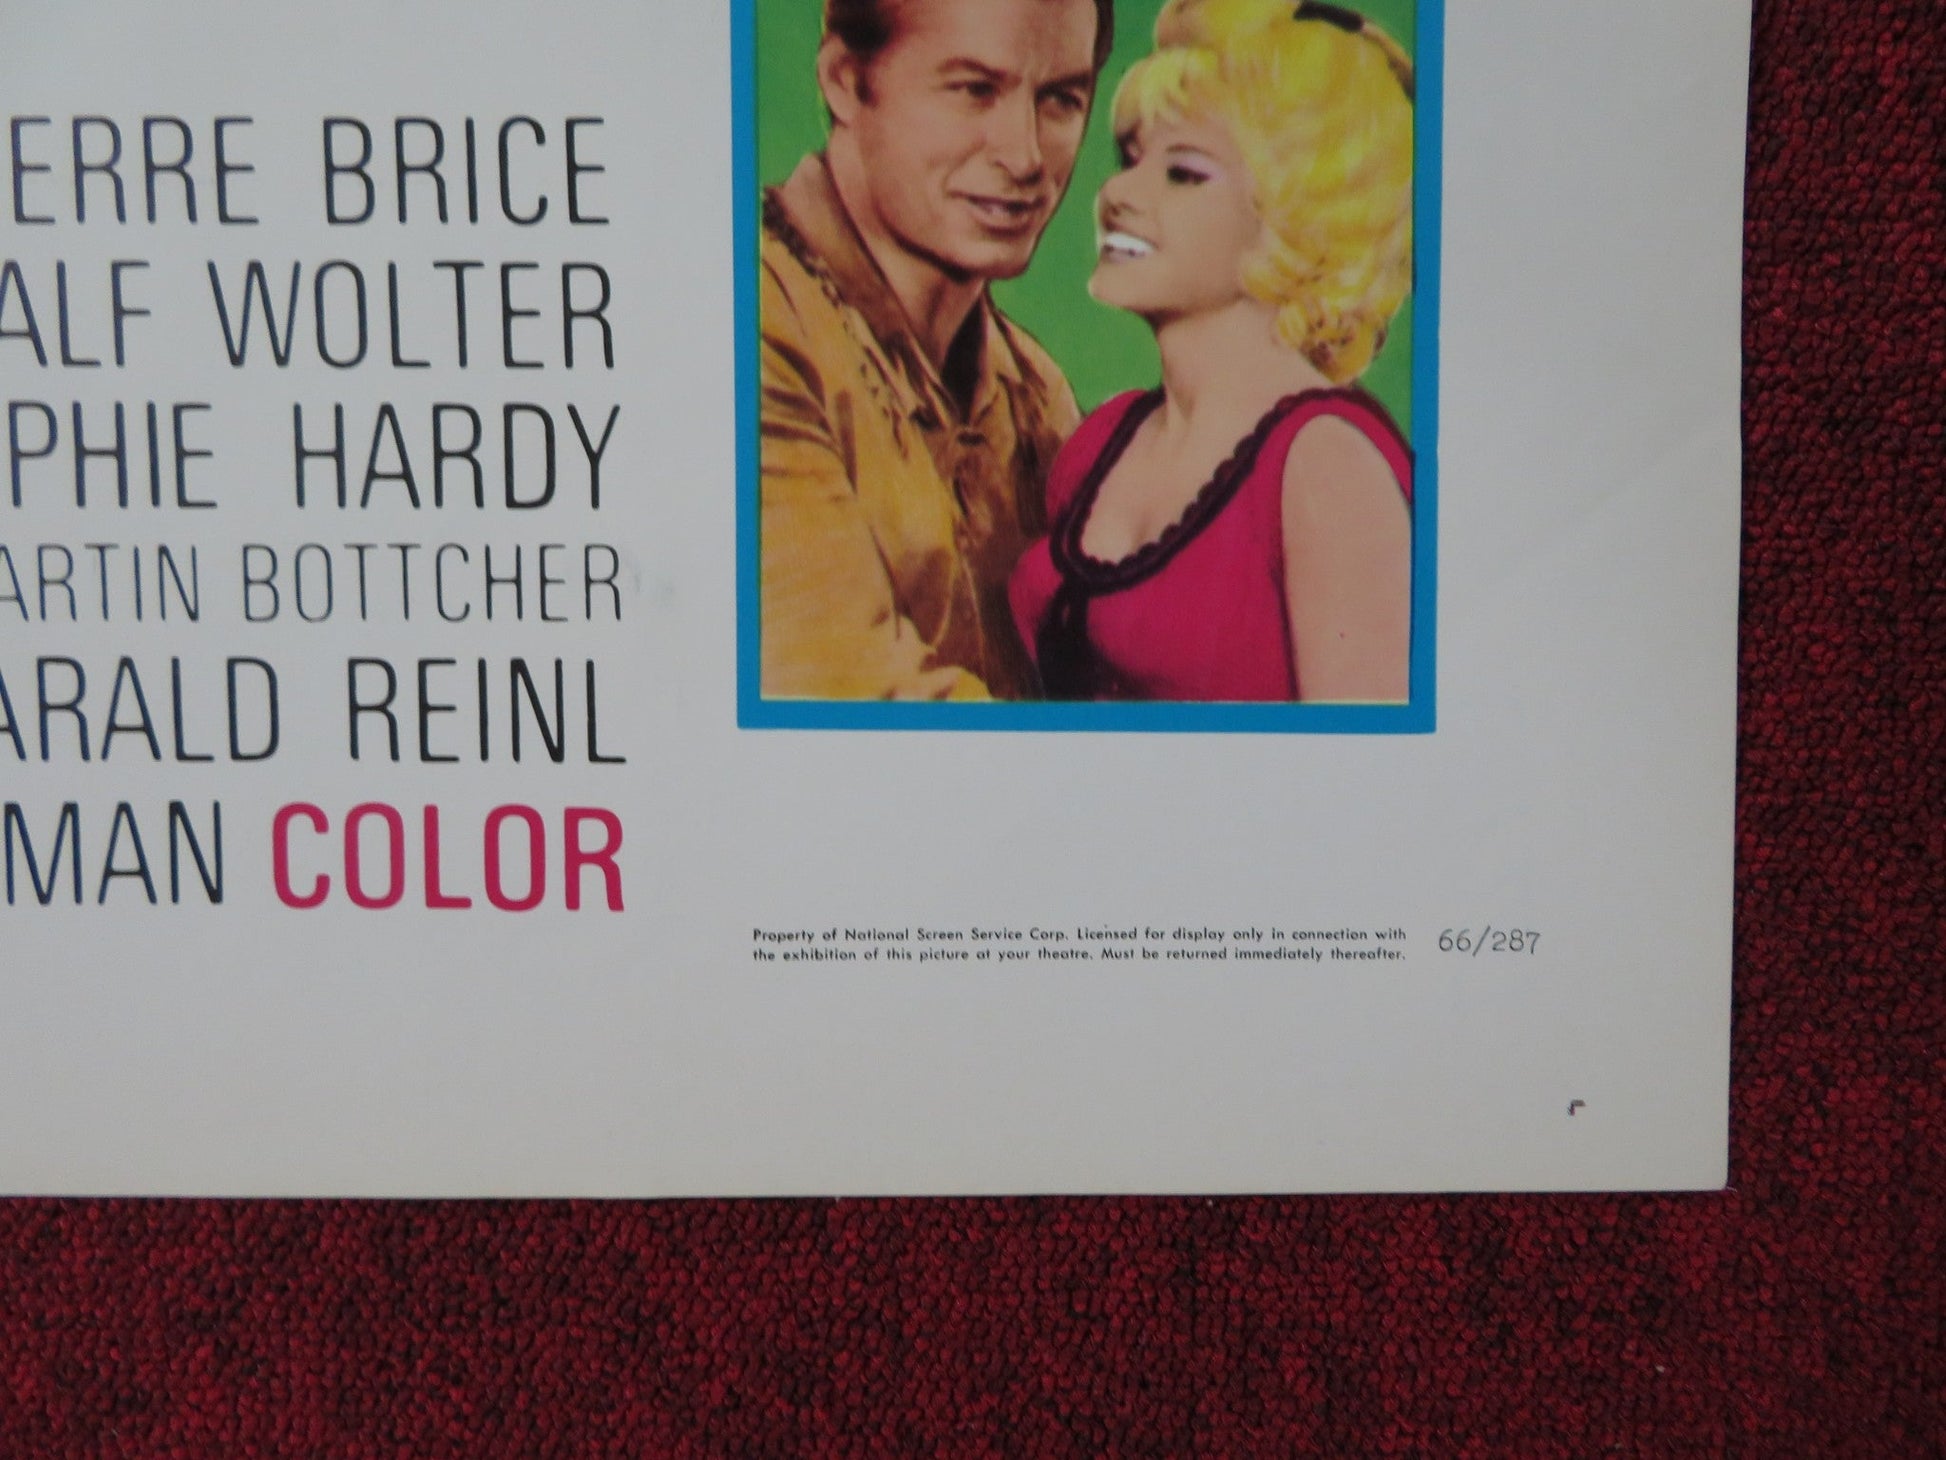 ERRE BRICE
ALF WOLTER
PHIE HARDY
ARTIN BOTTCHER
ARALD REINL
MAN COLOR
Property of National Screen Service Corp. Licensed for display only in connection with
the exhibition of this picture at your theatre. Must be returned immediately thereafter.
66/287